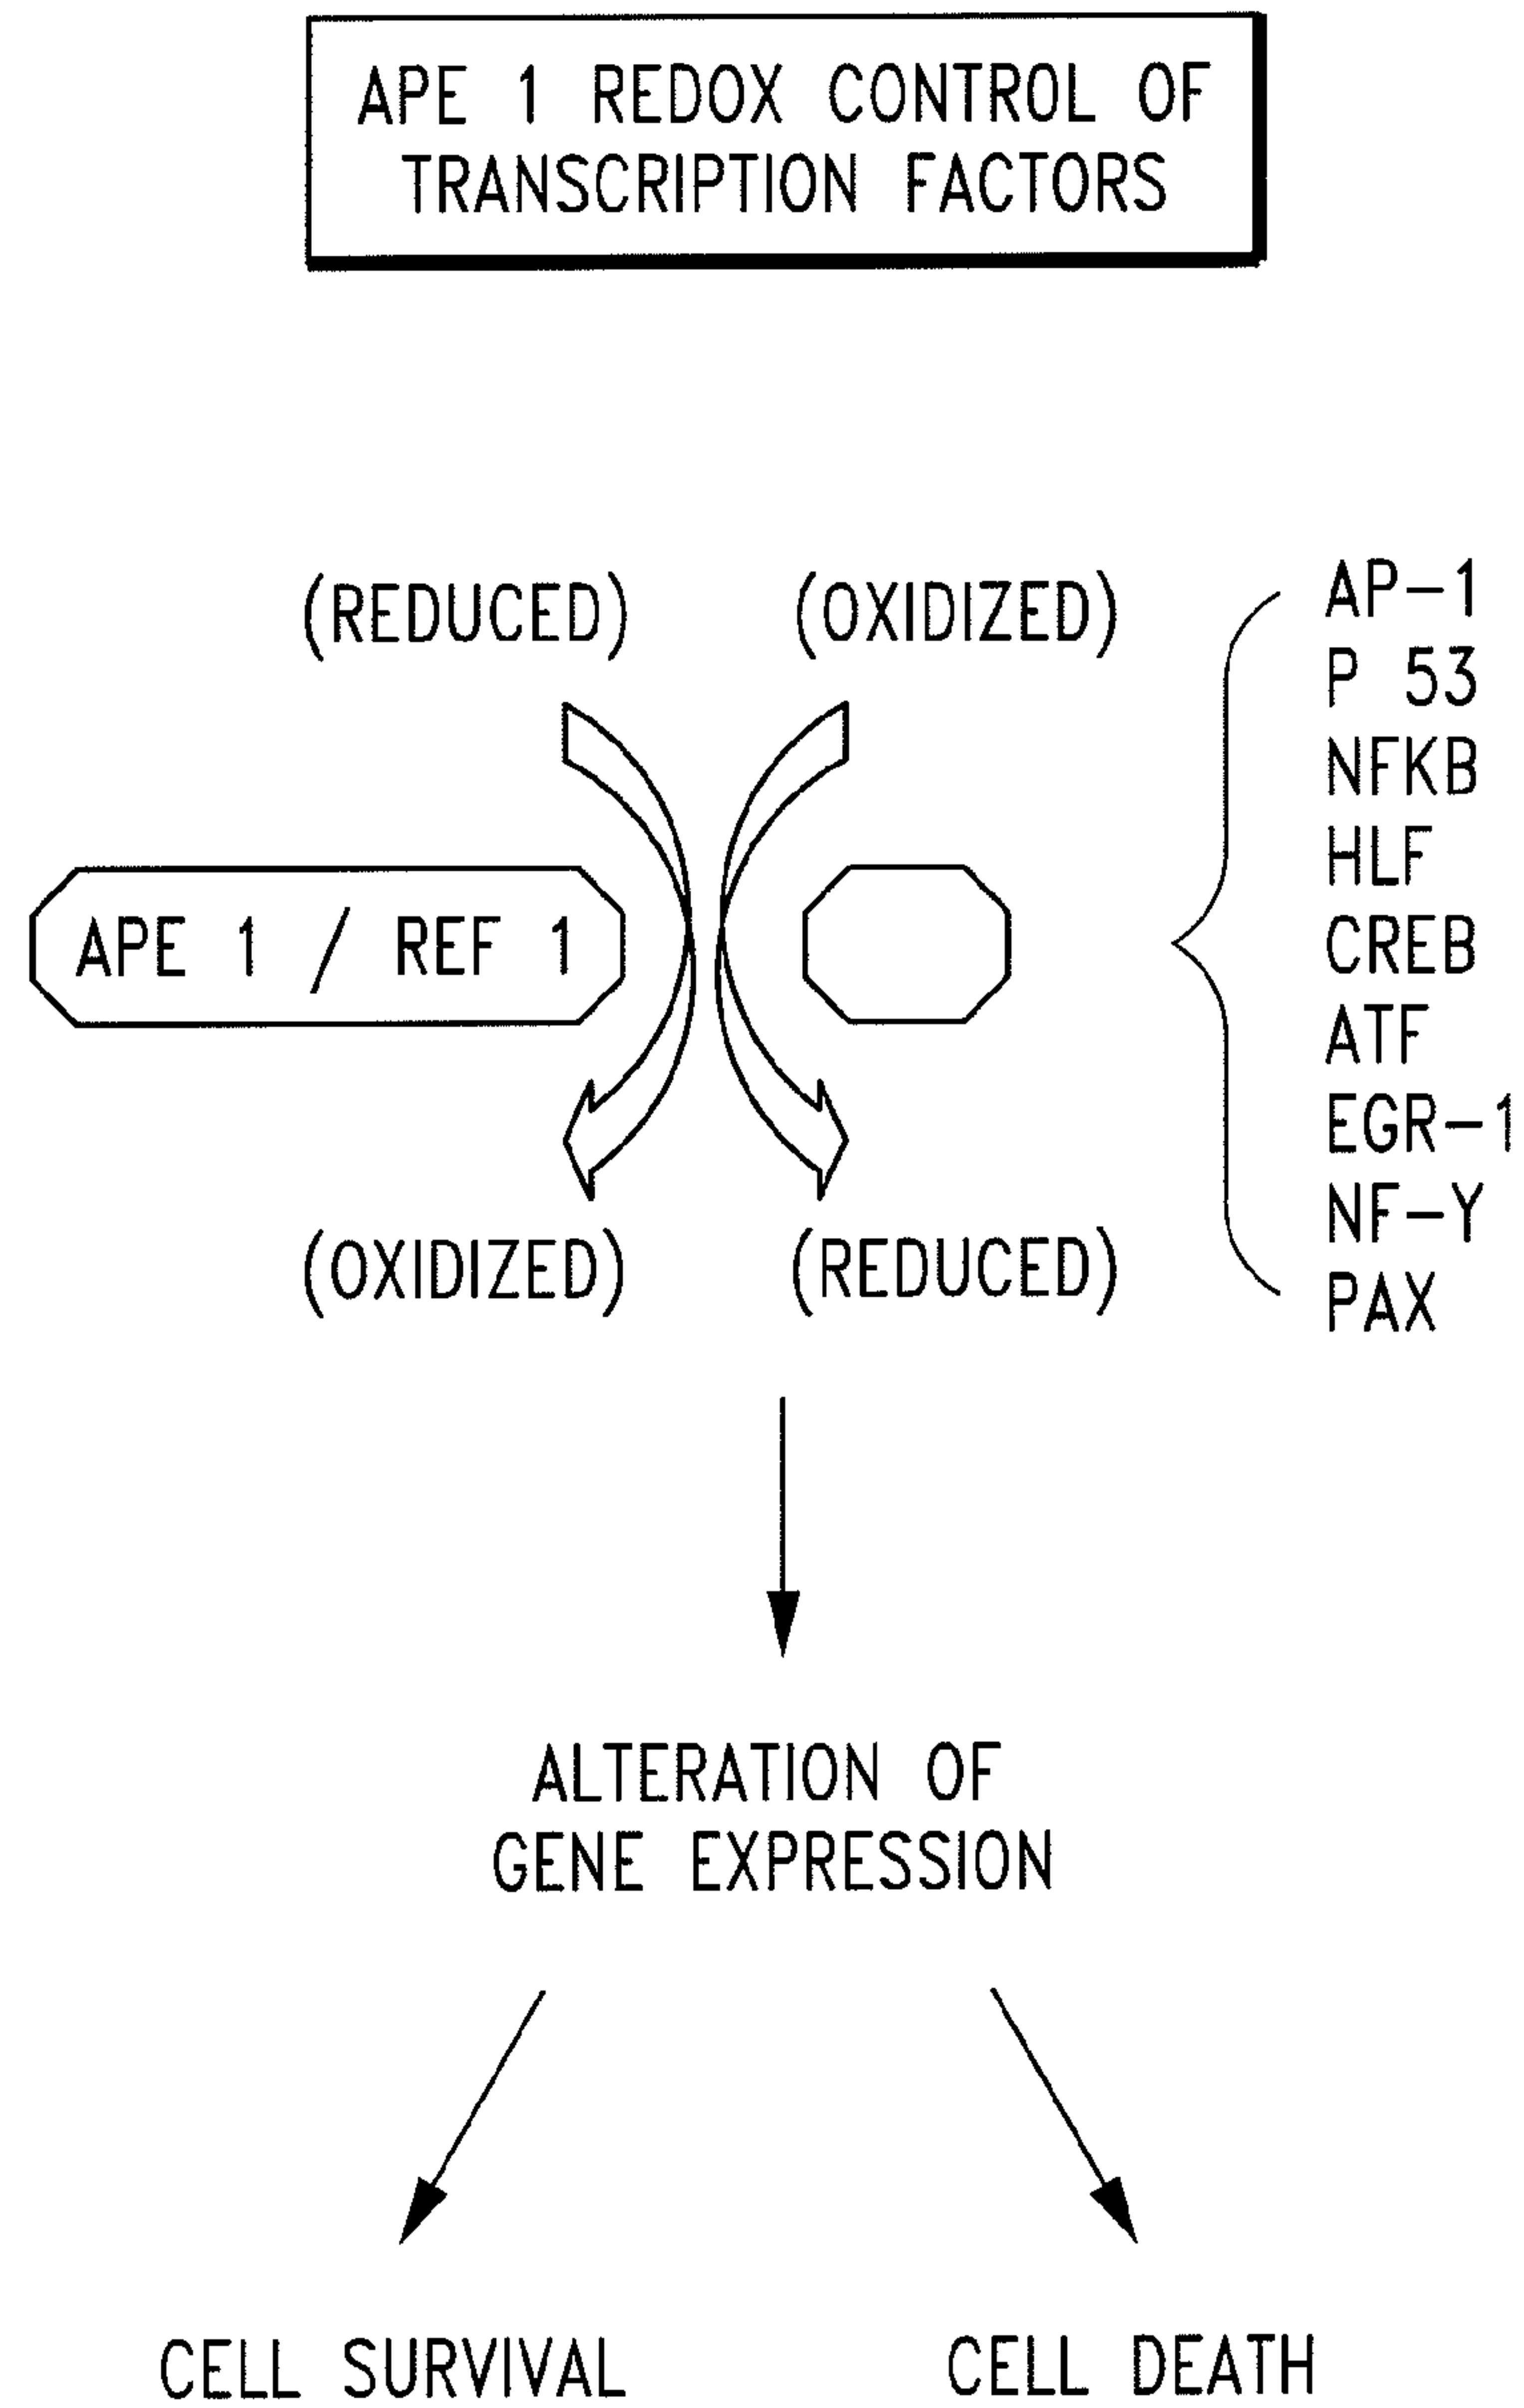 APE 1 REDOX CONTROL OF
TRANSCRIPTION FACTORS
(REDUCED) (OXIDIZED)
APE 1 / REF 1
(OXIDIZED) (REDUCED)
AP-1
P 53
NFKB
HLF
CREB
ATF
EGR-1
NF-Y
PAX
ALTERATION OF
GENE EXPRESSION
CELL SURVIVAL CELL DEATH